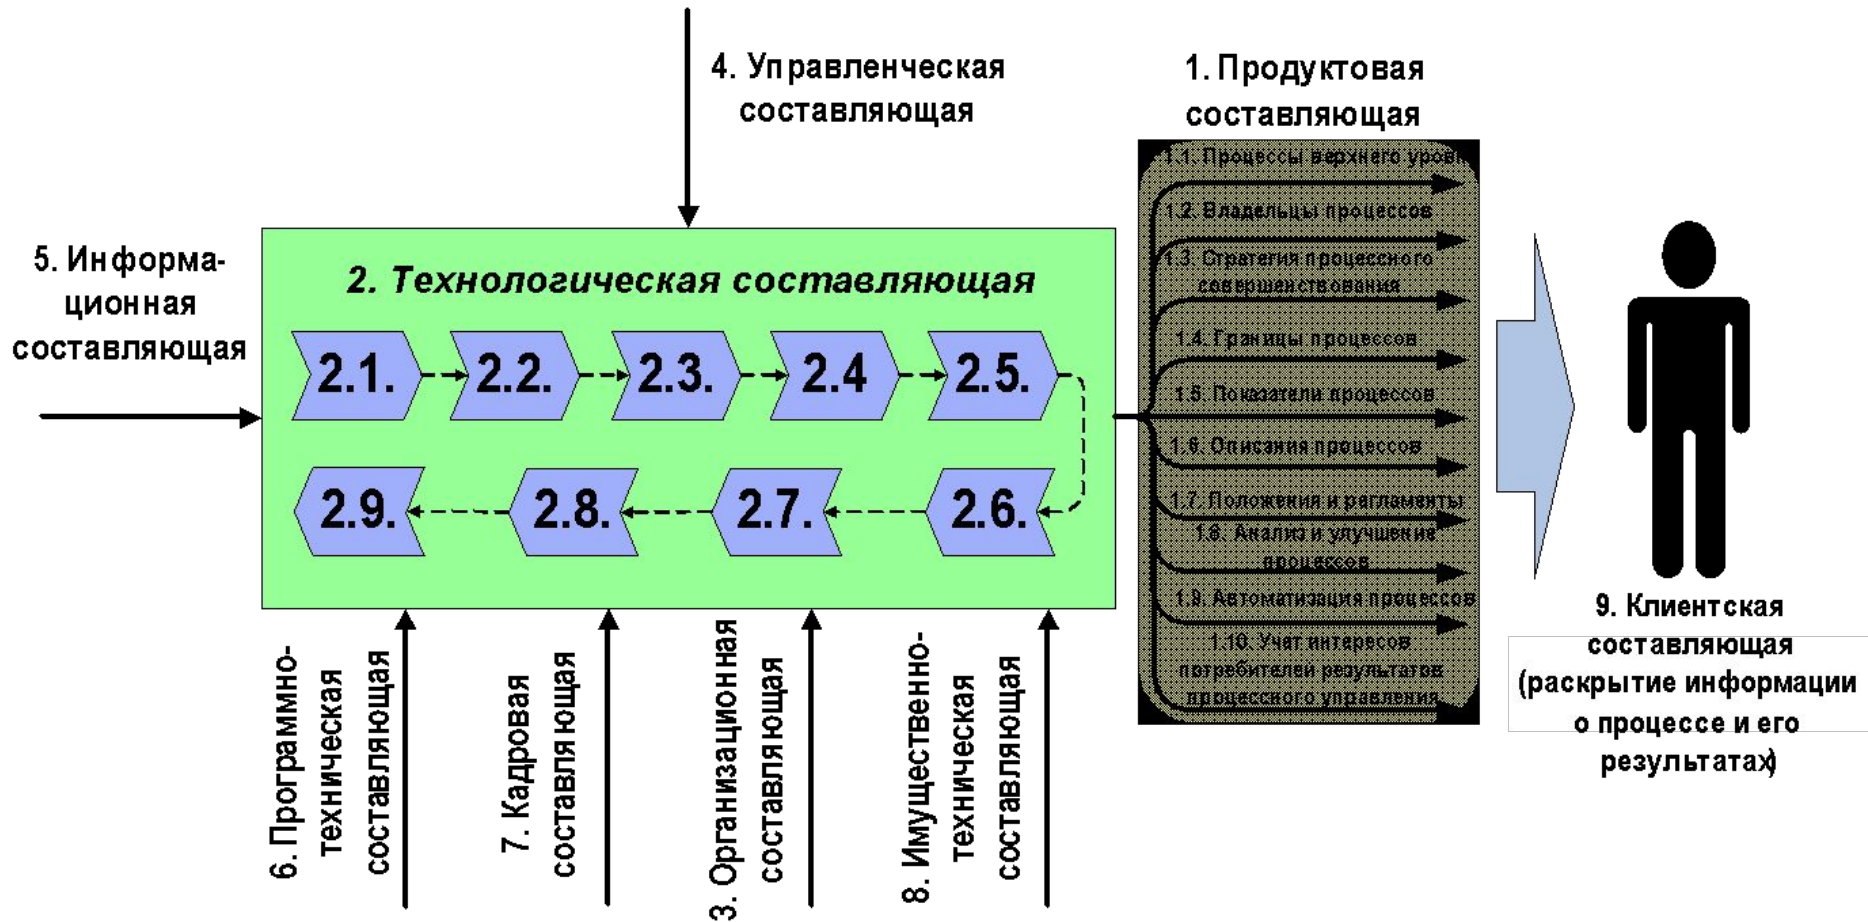 4. Управленческая
составляющая
1. Продуктовая
составляющая
5. Информа-
ционная
составляющая
2. Технологическая составляющая
2.1.
2.2.
2.3.
2.4
2.5.
2.6.
2.7.
2.8.
2.9.
1.1. Процессы верхнего уровн
1.2. Владельцы процессов
1.3. Стратегия процессного
совершенствования
1.4. Границы процессов
1.5. Показатели процессов
1.6. Описания процессов
1.7. Положения и регламенты
1.8. Анализ и улучшение
процессов
1.9. Автоматизация процессов
1.10. Учет интересов
потребителей результатов
процессного управления
6. Программно-
техническая
составляющая
7. Кадровая
составляющая
3. Организационная
составляющая
8. Имущественно-
техническая
составляющая
9. Клиентская
составляющая
(раскрытие информации
о процессе и его
результатах)